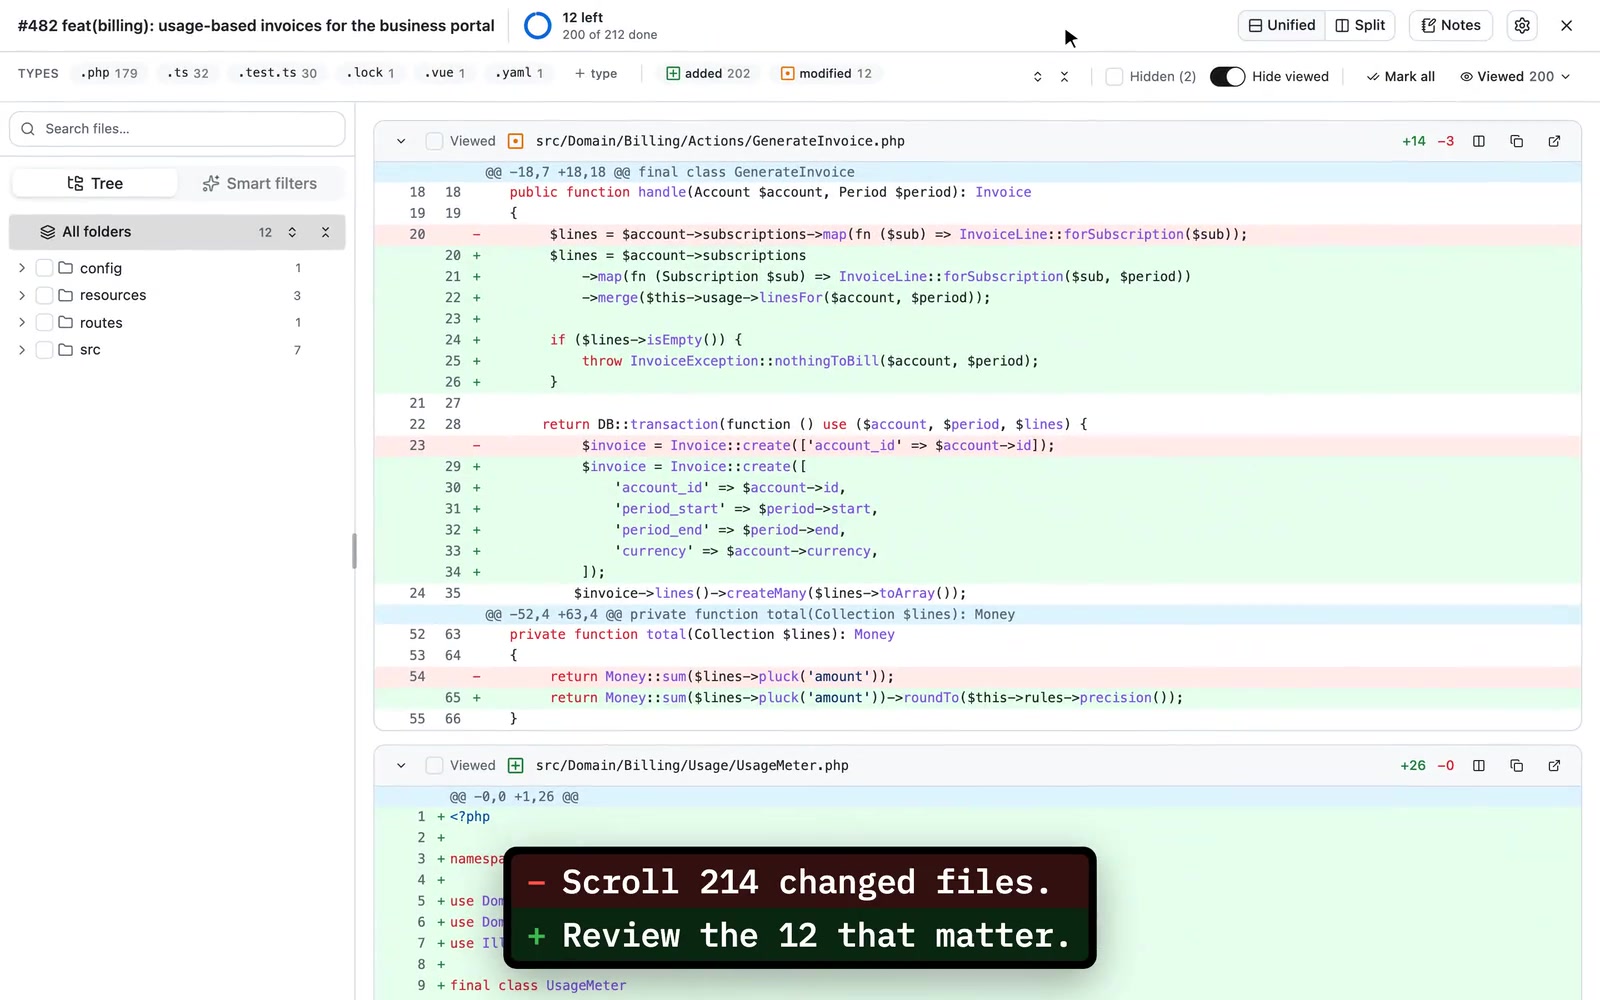 #482 feat(billing): usage-based invoices for the business portal
12 left
200 of 212 done
Unified
Split
Notes
TYPES .php 179 .ts 32 .test.ts 30 .lock 1 .vue 1 .yaml 1 + type added 202 modified 12
Hidden (2) Hide viewed Mark all Viewed 200
Search files...
Tree
Smart filters
All folders 12
config 1
resources 3
routes 1
src 7
Viewed src/Domain/Billing/Actions/GenerateInvoice.php +14 −3
@@ −18,7 +18,18 @@ final class GenerateInvoice
18 18 public function handle(Account $account, Period $period): Invoice
19 19 {
20 − $lines = $account->subscriptions->map(fn ($sub) => InvoiceLine::forSubscription($sub));
20 + $lines = $account->subscriptions
21 + ->map(fn (Subscription $sub) => InvoiceLine::forSubscription($sub, $period))
22 + ->merge($this->usage->linesFor($account, $period));
23 +
24 + if ($lines->isEmpty()) {
25 + throw InvoiceException::nothingToBill($account, $period);
26 + }
21 27
22 28 return DB::transaction(function () use ($account, $period, $lines) {
23 − $invoice = Invoice::create(['account_id' => $account->id]);
29 + $invoice = Invoice::create([
30 + 'account_id' => $account->id,
31 + 'period_start' => $period->start,
32 + 'period_end' => $period->end,
33 + 'currency' => $account->currency,
34 + ]);
24 35 $invoice->lines()->createMany($lines->toArray());
@@ −52,4 +63,4 @@ private function total(Collection $lines): Money
52 63 private function total(Collection $lines): Money
53 64 {
54 − return Money::sum($lines->pluck('amount'));
65 + return Money::sum($lines->pluck('amount'))->roundTo($this->rules->precision());
55 66 }
Viewed src/Domain/Billing/Usage/UsageMeter.php +26 −0
@@ −0,0 +1,26 @@
1 + <?php
2 +
3 + namespa
4 +
5 + use Dom
6 + use Dom
7 + use Ill
8 +
9 + final class UsageMeter
− Scroll 214 changed files.
+ Review the 12 that matter.